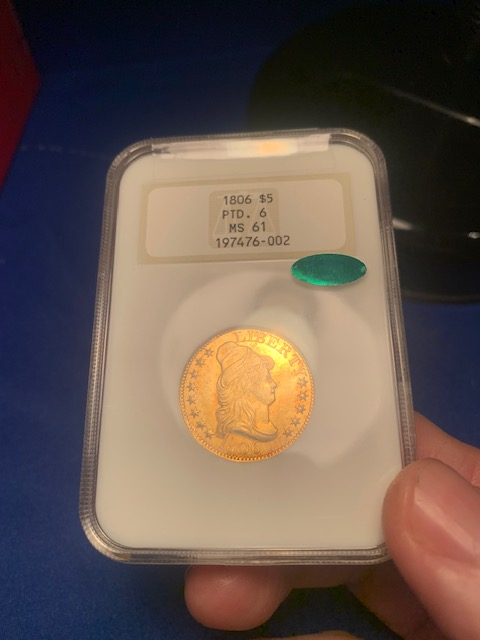 1806 $5
PTD. 6
MS 61
197476-002
LIBERTY